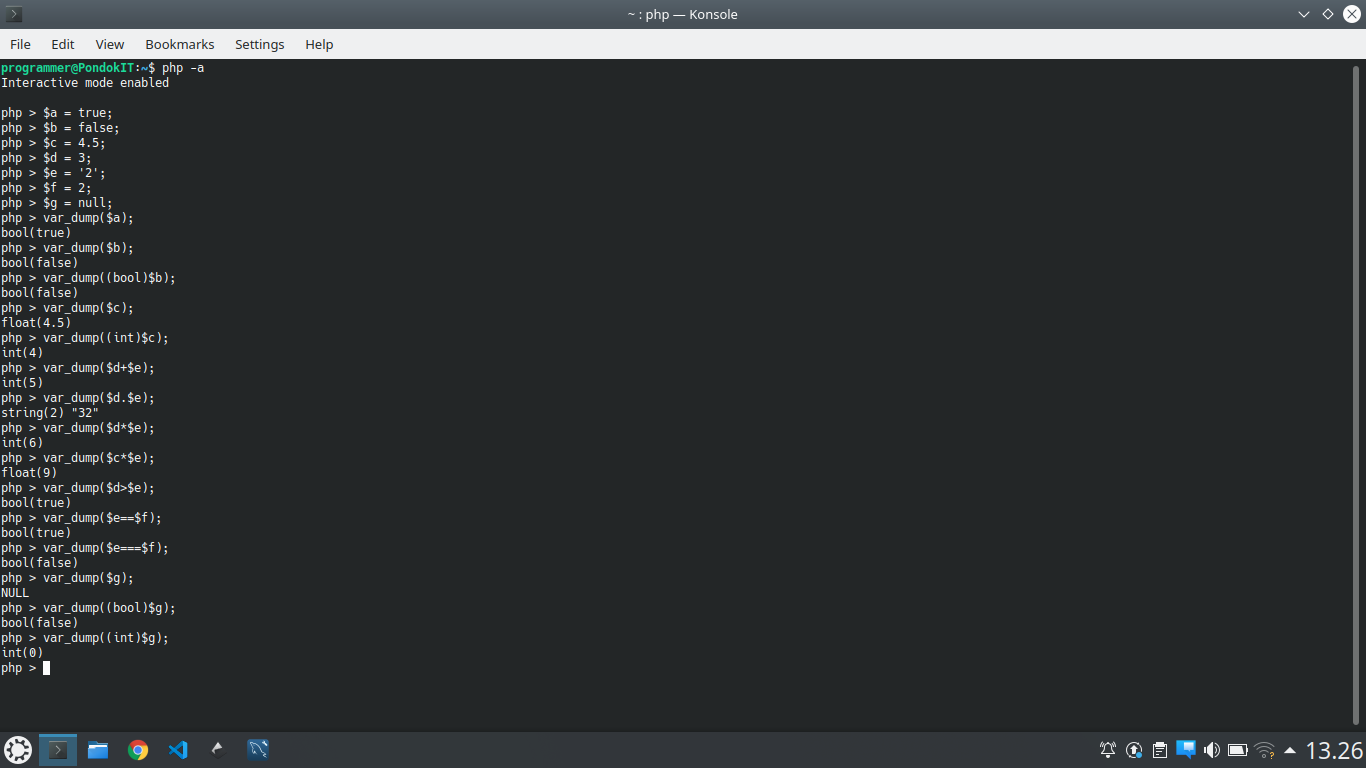 ~ : php — Konsole
File Edit View Bookmarks Settings Help
programmer@PondokIT:~$ php -a
Interactive mode enabled
php > $a = true;
php > $b = false;
php > $c = 4.5;
php > $d = 3;
php > $e = '2';
php > $f = 2;
php > $g = null;
php > var_dump($a);
bool(true)
php > var_dump($b);
bool(false)
php > var_dump((bool)$b);
bool(false)
php > var_dump($c);
float(4.5)
php > var_dump((int)$c);
int(4)
php > var_dump($d+$e);
int(5)
php > var_dump($d.$e);
string(2) "32"
php > var_dump($d*$e);
int(6)
php > var_dump($c*$e);
float(9)
php > var_dump($d>$e);
bool(true)
php > var_dump($e==$f);
bool(true)
php > var_dump($e===$f);
bool(false)
php > var_dump($g);
NULL
php > var_dump((bool)$g);
bool(false)
php > var_dump((int)$g);
int(0)
php >
13.26